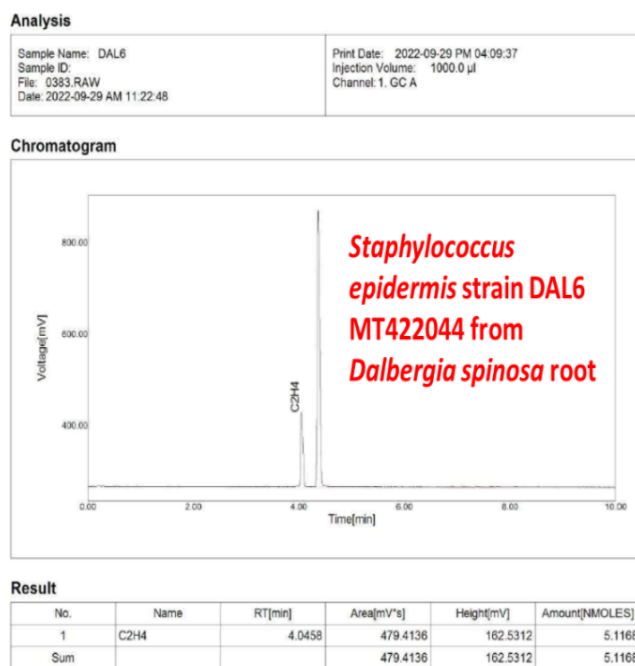 Analysis
Sample Name: DAL6
Sample ID:
File: 0383.RAW
Date: 2022-09-29 AM 11:22:48
Print Date: 2022-09-29 PM 04:09:37
Injection Volume: 1000.0 µl
Channel: 1. GC A
Chromatogram
Voltage[mV]
800.00
600.00
400.00
C2H4
Staphylococcus
epidermis strain DAL6
MT422044 from
Dalbergia spinosa root
0.00 2.00 4.00 6.00 8.00 10.00
Time[min]
Result
No. Name RT[min] Area[mV*s] Height[mV] Amount[NMOLES]
1 C2H4 4.0458 479.4136 162.5312 5.1168
Sum 479.4136 162.5312 5.1168